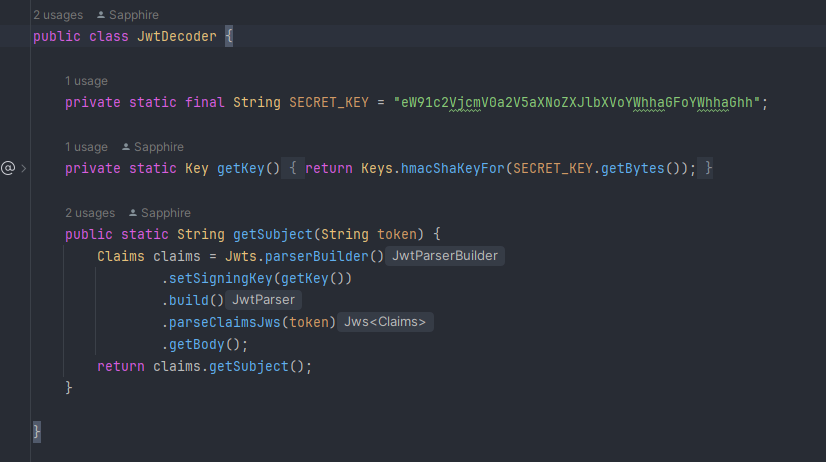 2 usages Sapphire
public class JwtDecoder {
1 usage
private static final String SECRET_KEY = "eW91c2VjcmV0a2V5aXNoZXJlbXVoYWhhaGFoYWhhaGhh";
1 usage Sapphire
private static Key getKey() { return Keys.hmacShaKeyFor(SECRET_KEY.getBytes()); }
2 usages Sapphire
public static String getSubject(String token) {
Claims claims = Jwts.parserBuilder() JwtParserBuilder
.setSigningKey(getKey())
.build() JwtParser
.parseClaimsJws(token) Jws<Claims>
.getBody();
return claims.getSubject();
}
}